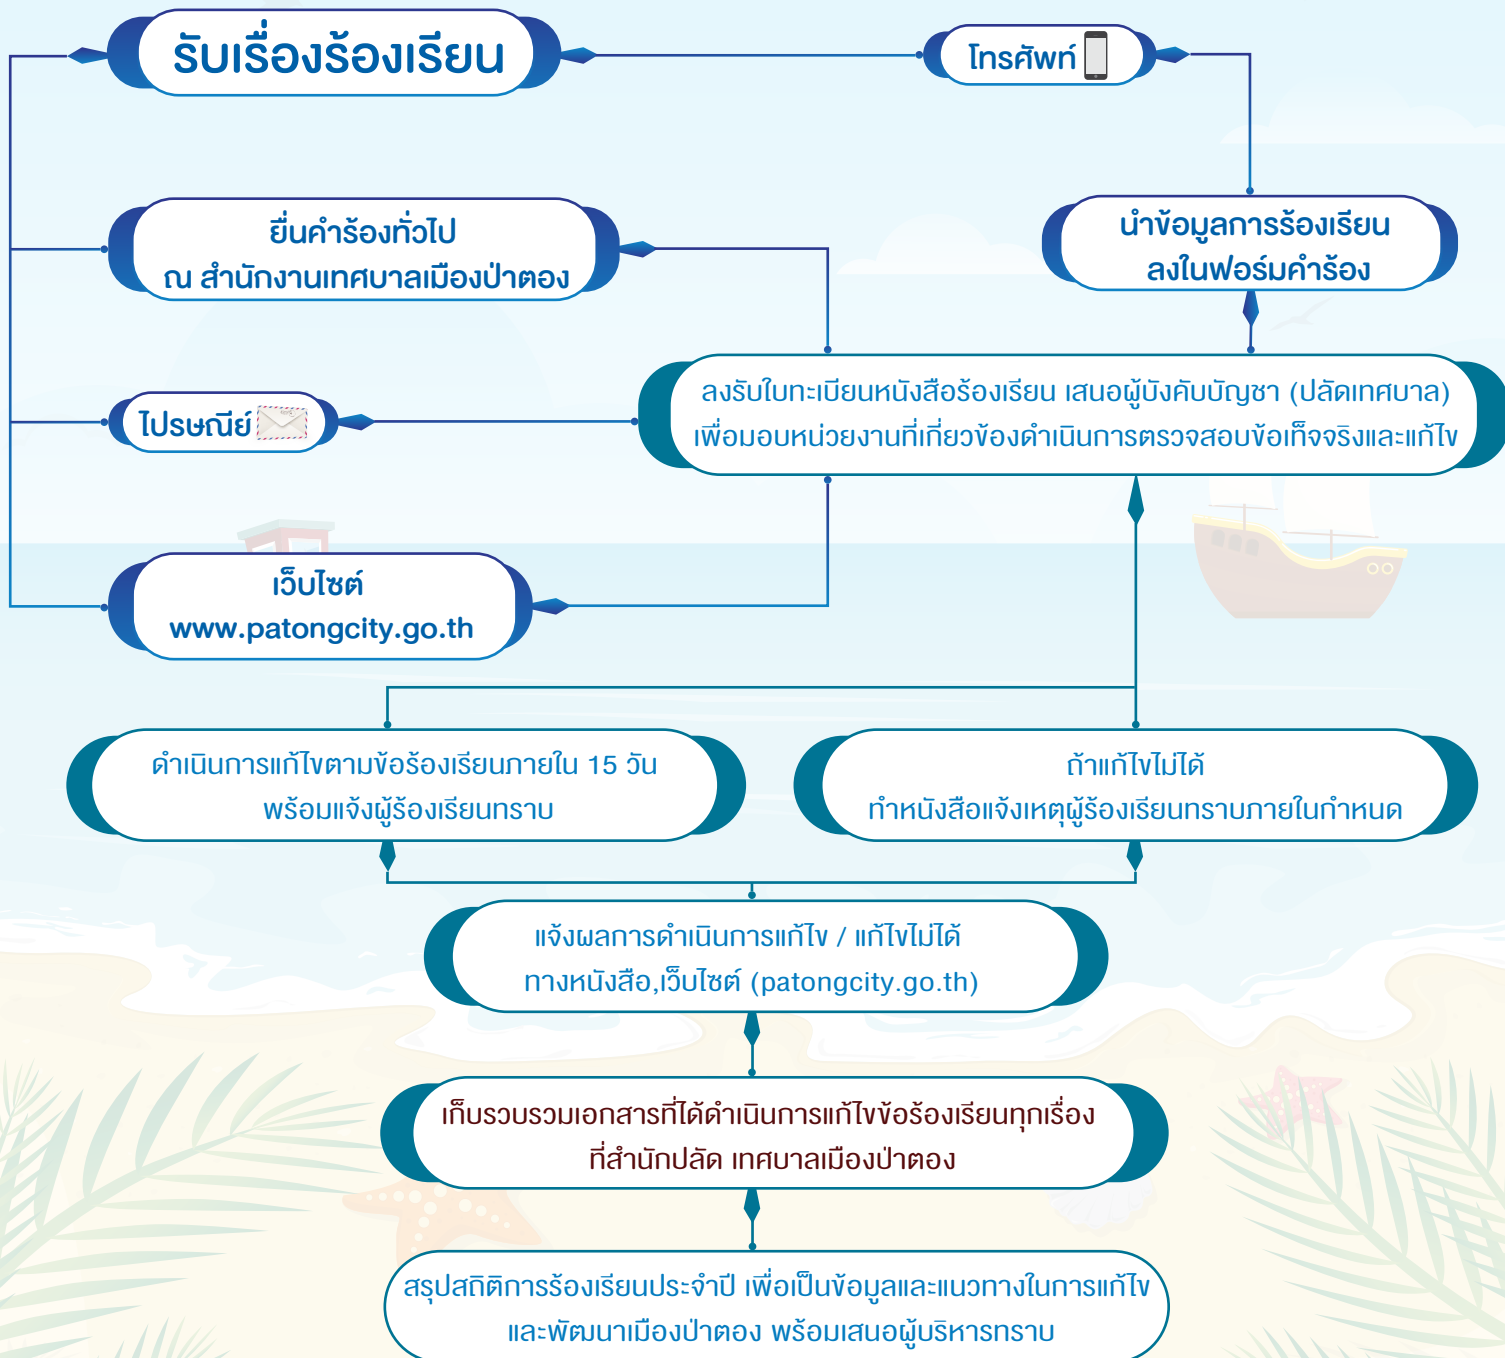 รับเรื่องร้องเรียน
โทรศัพท์
ยื่นคำร้องทั่วไป
ณ สำนักงานเทศบาลเมืองป่าตอง
นำข้อมูลการร้องเรียน
ลงในฟอร์มคำร้อง
ไปรษณีย์
ลงรับใบทะเบียนหนังสือร้องเรียน เสนอผู้บังคับบัญชา (ปลัดเทศบาล)
เพื่อมอบหน่วยงานที่เกี่ยวข้องดำเนินการตรวจสอบข้อเท็จจริงและแก้ไข
เว็บไซต์
www.patongcity.go.th
ดำเนินการแก้ไขตามข้อร้องเรียนภายใน 15 วัน
พร้อมแจ้งผู้ร้องเรียนทราบ
ถ้าแก้ไขไม่ได้
ทำหนังสือแจ้งเหตุผู้ร้องเรียนทราบภายในกำหนด
แจ้งผลการดำเนินการแก้ไข / แก้ไขไม่ได้
ทางหนังสือ,เว็บไซต์ (patongcity.go.th)
เก็บรวบรวมเอกสารที่ได้ดำเนินการแก้ไขข้อร้องเรียนทุกเรื่อง
ที่สำนักปลัด เทศบาลเมืองป่าตอง
สรุปสถิติการร้องเรียนประจำปี เพื่อเป็นข้อมูลและแนวทางในการแก้ไข
และพัฒนาเมืองป่าตอง พร้อมเสนอผู้บริหารทราบ